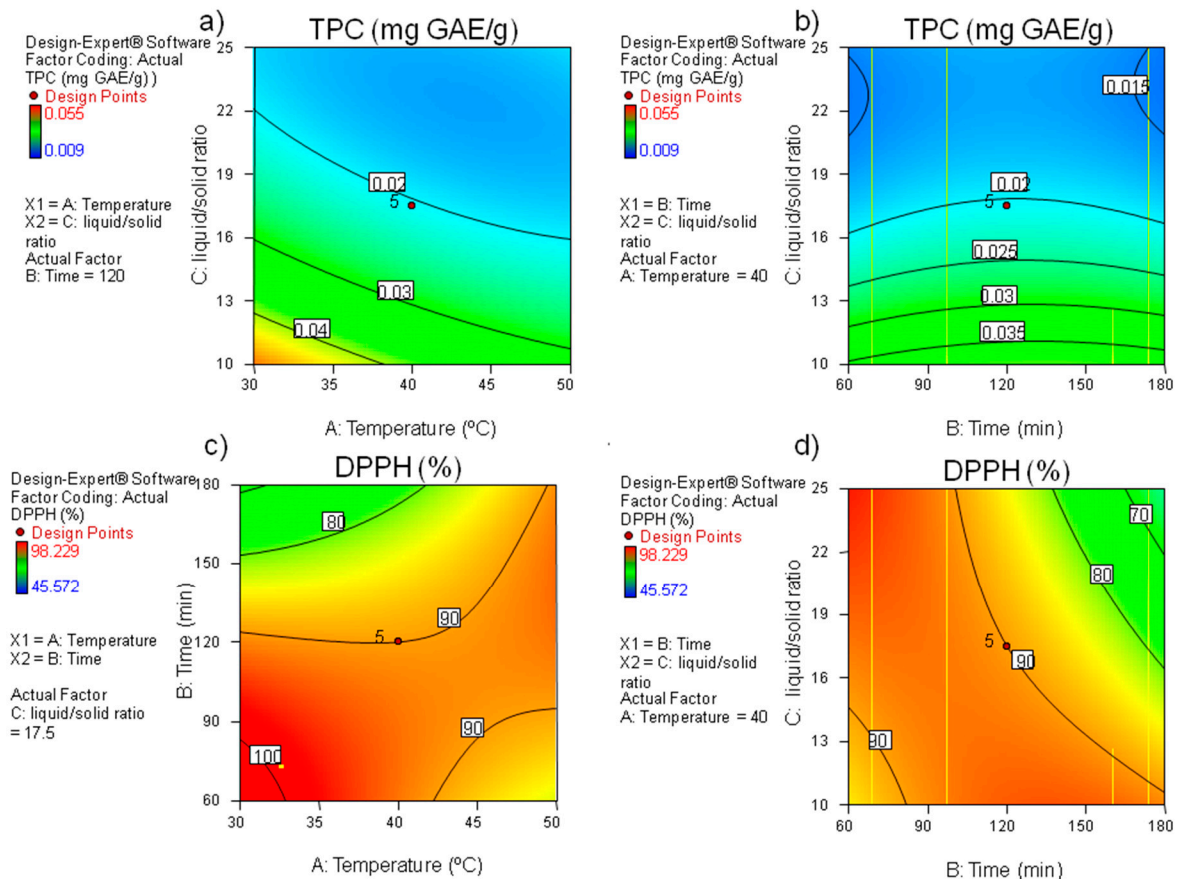 a)
TPC (mg GAE/g)
Design-Expert® Software
Factor Coding: Actual
TPC (mg GAE/g) )
Design Points
0.055
0.009
X1 = A: Temperature
X2 = C: liquid/solid
ratio
Actual Factor
B: Time = 120
C: liquid/solid ratio
25
22
19
16
13
10
0.02
5
0.03
0.04
30
35
40
45
50
A: Temperature (ºC)
b)
TPC (mg GAE/g)
Design-Expert® Software
Factor Coding: Actual
TPC (mg GAE/g)
Design Points
0.055
0.009
X1 = B: Time
X2 = C: liquid/solid
ratio
Actual Factor
A: Temperature = 40
C: liquid/solid ratio
25
22
19
16
13
10
0.015
0.02
5
0.025
0.03
0.035
60
90
120
150
180
B: Time (min)
c)
DPPH (%)
Design-Expert® Software
Factor Coding: Actual
DPPH (%)
Design Points
98.229
45.572
X1 = A: Temperature
X2 = B: Time
Actual Factor
C: liquid/solid ratio
= 17.5
B: Time (min)
180
150
120
90
60
80
90
5
90
100
30
35
40
45
50
A: Temperature (ºC)
d)
DPPH (%)
Design-Expert® Software
Factor Coding: Actual
DPPH (%)
Design Points
98.229
45.572
X1 = B: Time
X2 = C: liquid/solid
ratio
Actual Factor
A: Temperature = 40
C: liquid/solid ratio
25
22
19
16
13
10
70
80
5
90
90
60
90
120
150
180
B: Time (min)